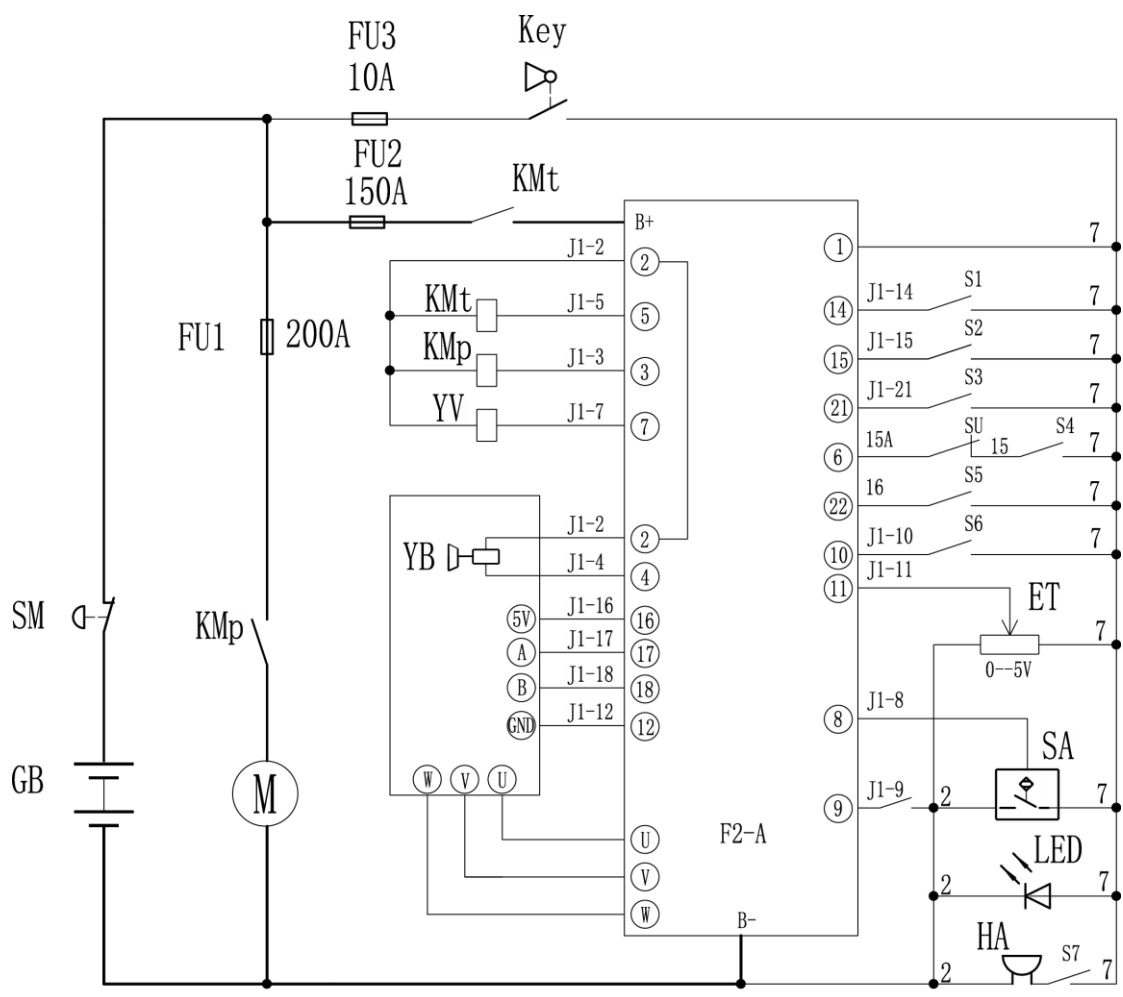 FU3
10A
Key
FU2
150A
KMt
B+
J1-2
2
1
7
KMt
J1-5
5
14
J1-14
S1
7
FU1
200A
KMp
J1-3
3
15
J1-15
S2
7
YV
J1-7
7
21
J1-21
S3
7
6
15A
SU
15
S4
7
22
16
S5
7
YB
J1-2
2
J1-4
4
10
J1-10
S6
7
11
J1-11
ET
7
0--5V
SM
KMp
5V
J1-16
16
A
J1-17
17
B
J1-18
18
GND
J1-12
12
8
J1-8
SA
GB
M
W
V
U
9
J1-9
2
7
F2-A
U
V
W
LED
2
7
B-
HA
2
S7
7